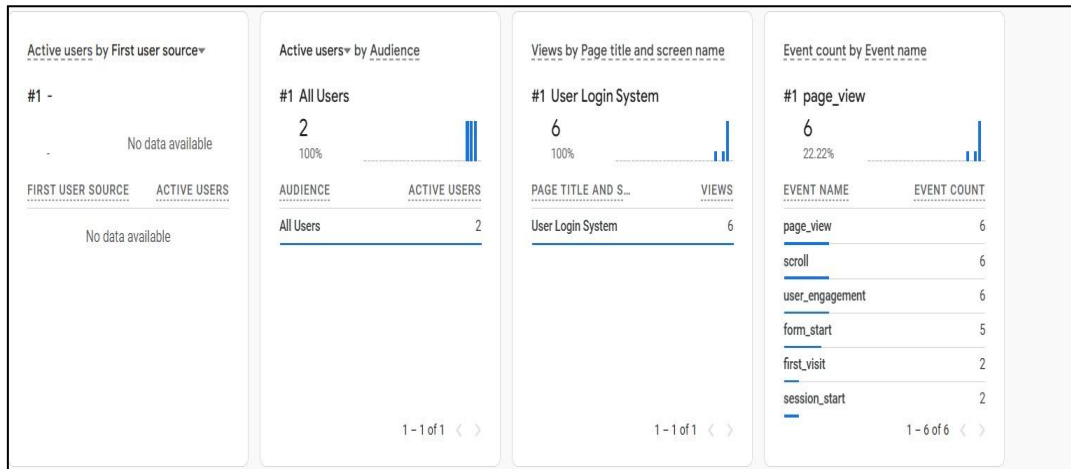 Active users by First user source
#1 -
No data available
-
FIRST USER SOURCE ACTIVE USERS
No data available
Active users by Audience
#1 All Users
2
100%
AUDIENCE ACTIVE USERS
All Users 2
1 – 1 of 1
Views by Page title and screen name
#1 User Login System
6
100%
PAGE TITLE AND S... VIEWS
User Login System 6
1 – 1 of 1
Event count by Event name
#1 page_view
6
22.22%
EVENT NAME EVENT COUNT
page_view 6
scroll 6
user_engagement 6
form_start 5
first_visit 2
session_start 2
1 – 6 of 6